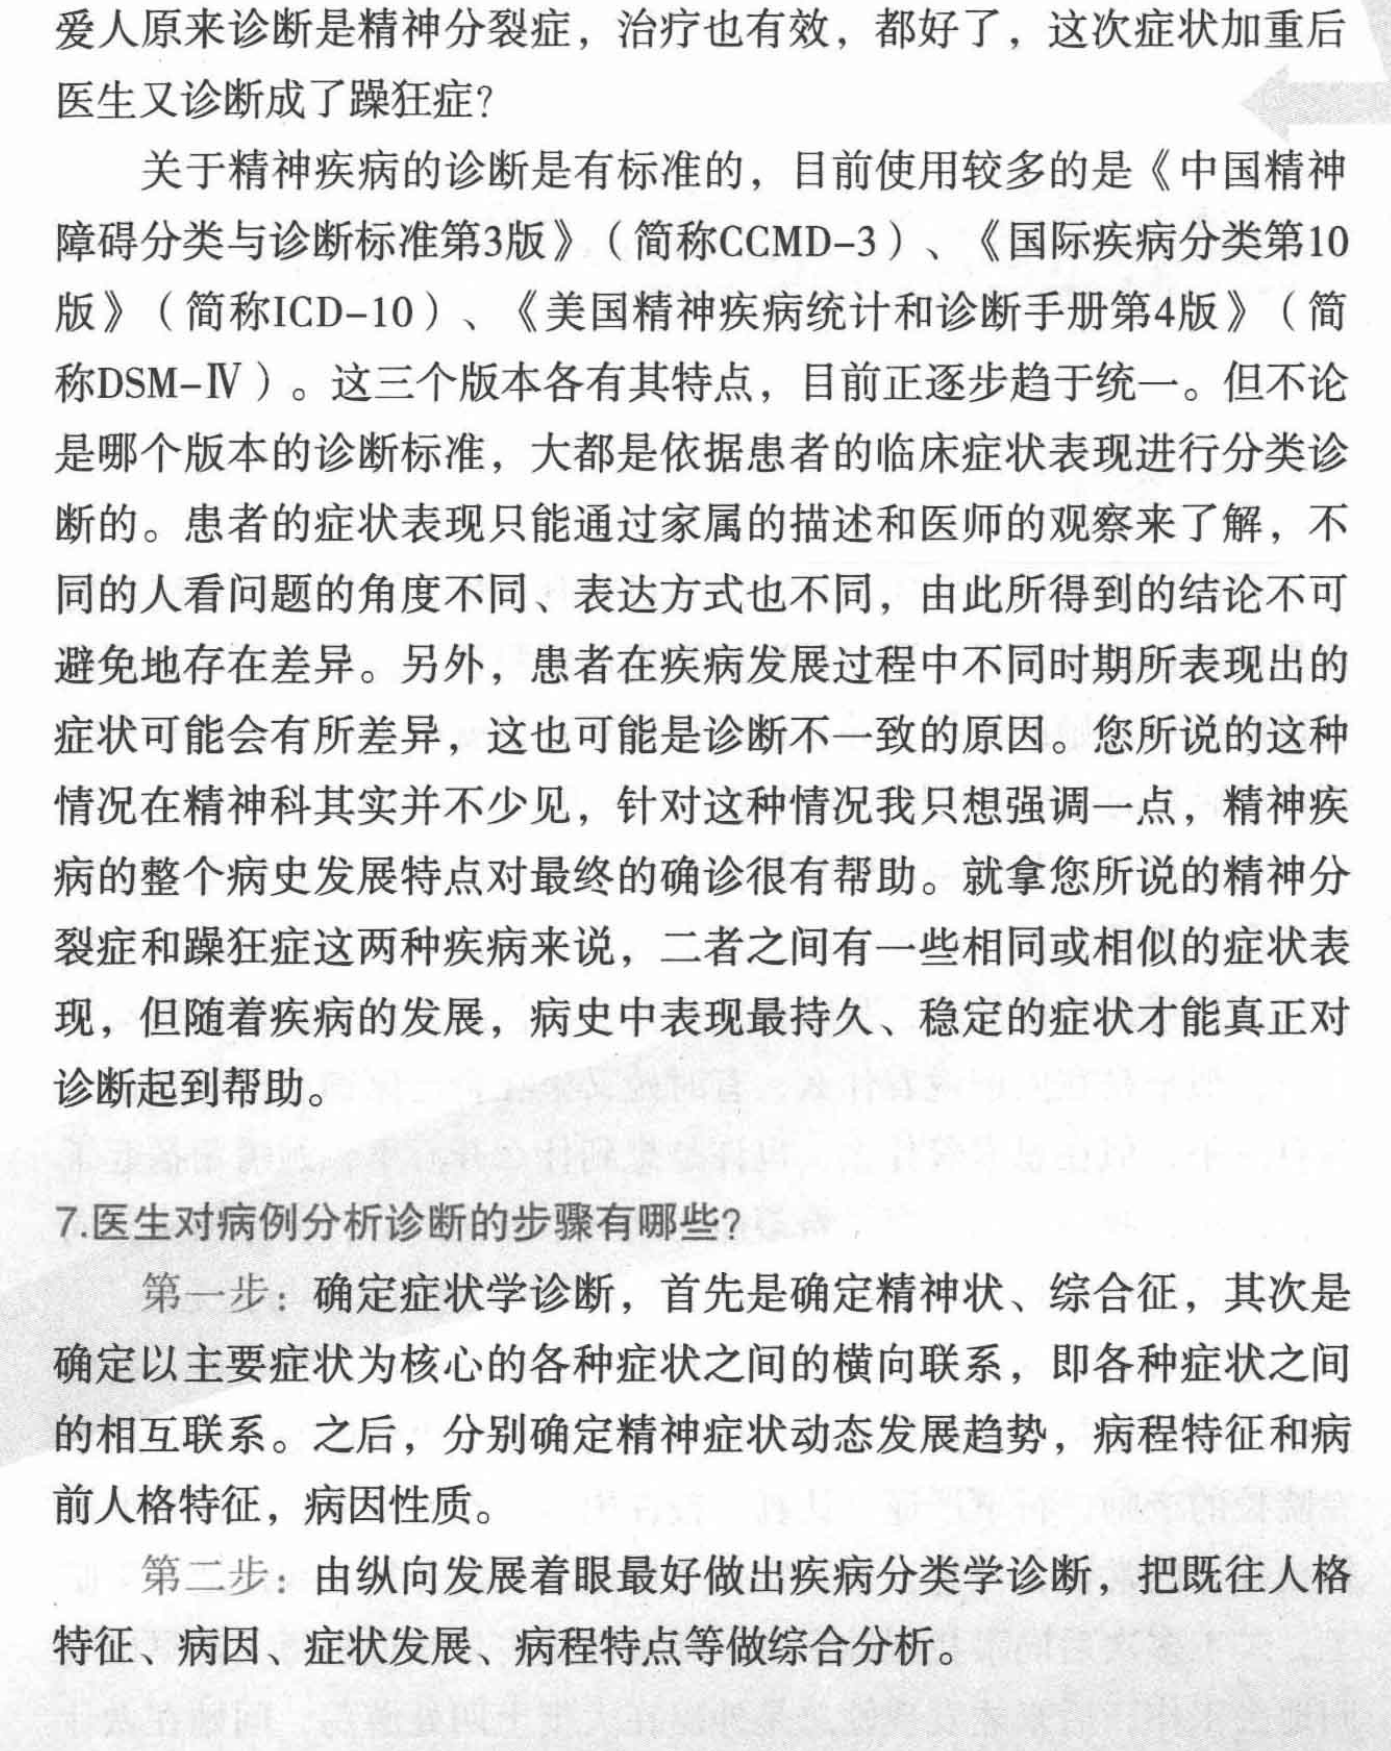 爱人原来诊断是精神分裂症，治疗也有效，都好了，这次症状加重后
医生又诊断成了躁狂症？
关于精神疾病的诊断是有标准的，目前使用较多的是《中国精神
障碍分类与诊断标准第3版》（简称CCMD-3）、《国际疾病分类第10
版》（简称ICD-10）、《美国精神疾病统计和诊断手册第4版》（简
称DSM-Ⅳ）。这三个版本各有其特点，目前正逐步趋于统一。但不论
是哪个版本的诊断标准，大都是依据患者的临床症状表现进行分类诊
断的。患者的症状表现只能通过家属的描述和医师的观察来了解，不
同的人看问题的角度不同、表达方式也不同，由此所得到的结论不可
避免地存在差异。另外，患者在疾病发展过程中不同时期所表现出的
症状可能会有所差异，这也可能是诊断不一致的原因。您所说的这种
情况在精神科其实并不少见，针对这种情况我只想强调一点，精神疾
病的整个病史发展特点对最终的确诊很有帮助。就拿您所说的精神分
裂症和躁狂症这两种疾病来说，二者之间有一些相同或相似的症状表
现，但随着疾病的发展，病史中表现最持久、稳定的症状才能真正对
诊断起到帮助。
7.医生对病例分析诊断的步骤有哪些？
第一步：确定症状学诊断，首先是确定精神状、综合征，其次是
确定以主要症状为核心的各种症状之间的横向联系，即各种症状之间
的相互联系。之后，分别确定精神症状动态发展趋势，病程特征和病
前人格特征，病因性质。
第二步：由纵向发展着眼最好做出疾病分类学诊断，把既往人格
特征、病因、症状发展、病程特点等做综合分析。